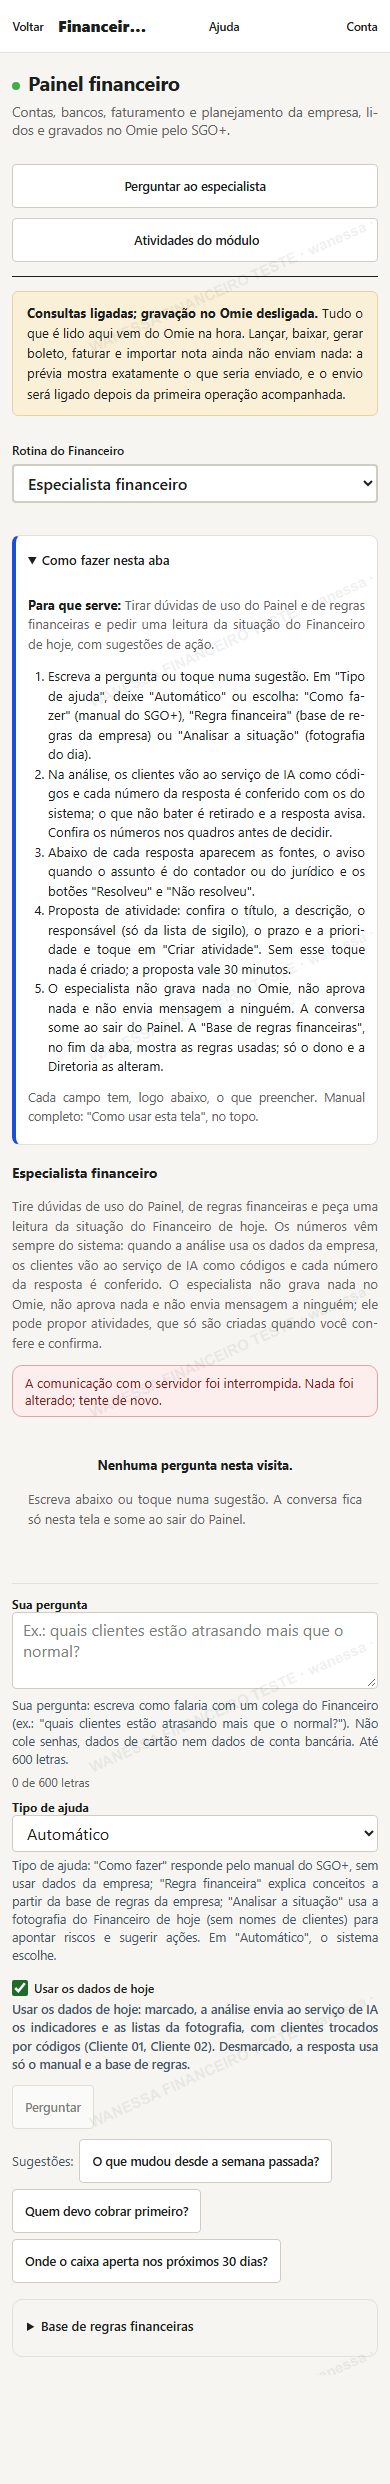 Voltar Financeir... Ajuda Conta
Painel financeiro
Contas, bancos, faturamento e planejamento da empresa, li-
dos e gravados no Omie pelo SGO+.
Perguntar ao especialista
Atividades do módulo
Consultas ligadas; gravação no Omie desligada. Tudo o
que é lido aqui vem do Omie na hora. Lançar, baixar, gerar
boleto, faturar e importar nota ainda não enviam nada: a
prévia mostra exatamente o que seria enviado, e o envio
será ligado depois da primeira operação acompanhada.
Rotina do Financeiro
Especialista financeiro
Como fazer nesta aba
Para que serve: Tirar dúvidas de uso do Painel e de regras
financeiras e pedir uma leitura da situação do Financeiro
de hoje, com sugestões de ação.
1. Escreva a pergunta ou toque numa sugestão. Em "Tipo
de ajuda", deixe "Automático" ou escolha: "Como fa-
zer" (manual do SGO+), "Regra financeira" (base de re-
gras da empresa) ou "Analisar a situação" (fotografia
do dia).
2. Na análise, os clientes vão ao serviço de IA como códi-
gos e cada número da resposta é conferido com os do
sistema; o que não bater é retirado e a resposta avisa.
Confira os números nos quadros antes de decidir.
3. Abaixo de cada resposta aparecem as fontes, o aviso
quando o assunto é do contador ou do jurídico e os
botões "Resolveu" e "Não resolveu".
4. Proposta de atividade: confira o título, a descrição, o
responsável (só da lista de sigilo), o prazo e a priori-
dade e toque em "Criar atividade". Sem esse toque
nada é criado; a proposta vale 30 minutos.
5. O especialista não grava nada no Omie, não aprova
nada e não envia mensagem a ninguém. A conversa
some ao sair do Painel. A "Base de regras financeiras",
no fim da aba, mostra as regras usadas; só o dono e a
Diretoria as alteram.
Cada campo tem, logo abaixo, o que preencher. Manual
completo: "Como usar esta tela", no topo.
Especialista financeiro
Tire dúvidas de uso do Painel, de regras financeiras e peça uma
leitura da situação do Financeiro de hoje. Os números vêm
sempre do sistema: quando a análise usa os dados da empresa,
os clientes vão ao serviço de IA como códigos e cada número
da resposta é conferido. O especialista não grava nada no
Omie, não aprova nada e não envia mensagem a ninguém; ele
pode propor atividades, que só são criadas quando você con-
fere e confirma.
A comunicação com o servidor foi interrompida. Nada foi
alterado; tente de novo.
Nenhuma pergunta nesta visita.
Escreva abaixo ou toque numa sugestão. A conversa fica
só nesta tela e some ao sair do Painel.
Sua pergunta
Ex.: quais clientes estão atrasando mais que o
normal?
Sua pergunta: escreva como falaria com um colega do Financeiro
(ex.: "quais clientes estão atrasando mais que o normal?"). Não
cole senhas, dados de cartão nem dados de conta bancária. Até
600 letras.
0 de 600 letras
Tipo de ajuda
Automático
Tipo de ajuda: "Como fazer" responde pelo manual do SGO+, sem
usar dados da empresa; "Regra financeira" explica conceitos a
partir da base de regras da empresa; "Analisar a situação" usa a
fotografia do Financeiro de hoje (sem nomes de clientes) para
apontar riscos e sugerir ações. Em "Automático", o sistema
escolhe.
Usar os dados de hoje
Usar os dados de hoje: marcado, a análise envia ao serviço de IA
os indicadores e as listas da fotografia, com clientes trocados
por códigos (Cliente 01, Cliente 02). Desmarcado, a resposta usa
só o manual e a base de regras.
Perguntar
Sugestões: O que mudou desde a semana passada?
Quem devo cobrar primeiro?
Onde o caixa aperta nos próximos 30 dias?
Base de regras financeiras
WANESSA FINANCEIRO TESTE - wanessa